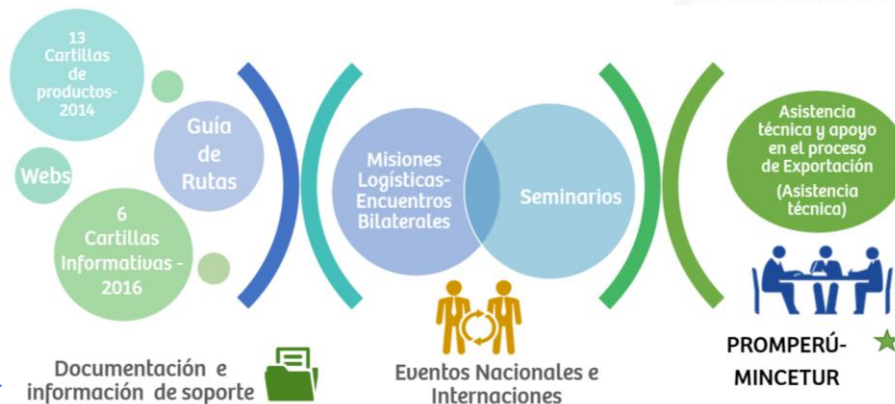 13
Cartillas
de
productos-
2014
Guía
de
Rutas
Webs
6
Cartillas
Informativas -
2016
Documentación e
información de soporte
Misiones
Logísticas-
Encuentros
Bilaterales
Seminarios
Eventos Nacionales e
Internaciones
Asistencia
técnica y apoyo
en el proceso
de Exportación
(Asistencia
técnica)
PROMPERÚ-
MINCETUR